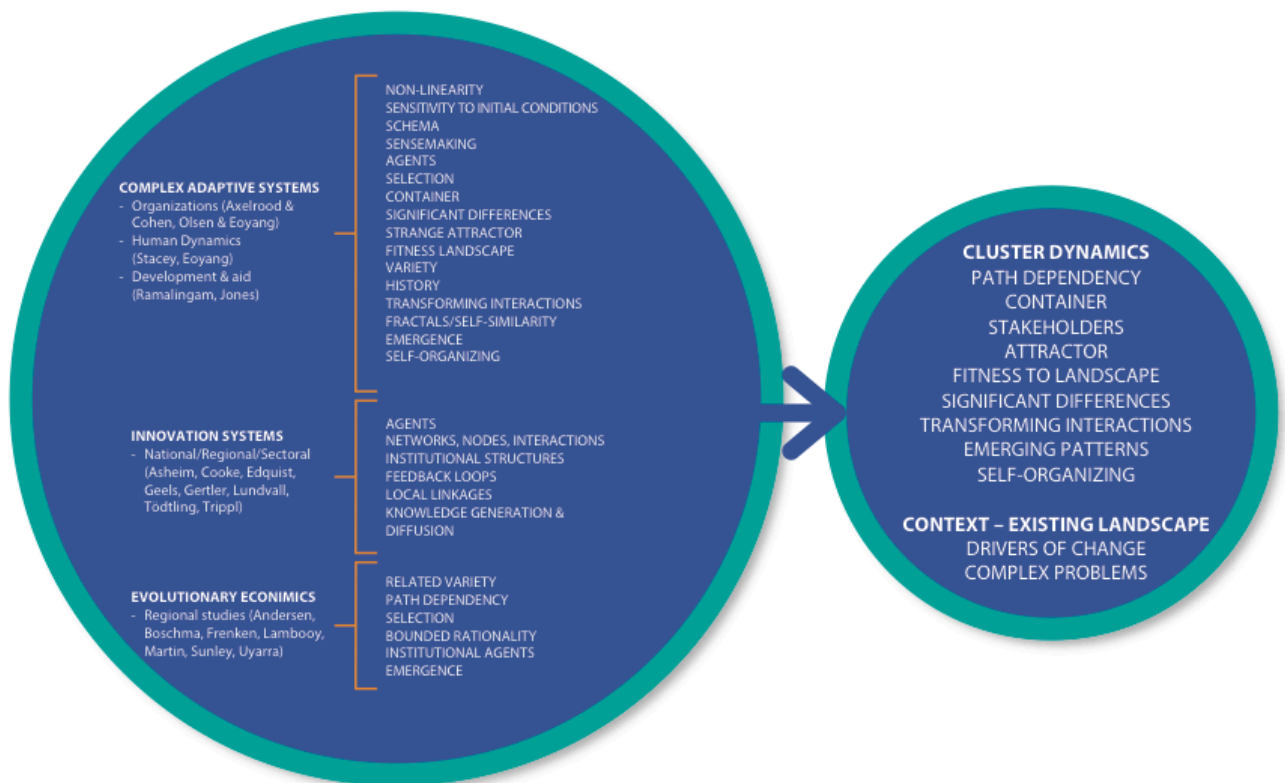 COMPLEX ADAPTIVE SYSTEMS
- Organizations (Axelrood &
Cohen, Olsen & Eoyang)
- Human Dynamics
(Stacey, Eoyang)
- Development & aid
(Ramalingam, Jones)
NON-LINEARITY
SENSITIVITY TO INITIAL CONDITIONS
SCHEMA
SENSEMAKING
AGENTS
SELECTION
CONTAINER
SIGNIFICANT DIFFERENCES
STRANGE ATTRACTOR
FITNESS LANDSCAPE
VARIETY
HISTORY
TRANSFORMING INTERACTIONS
FRACTALS/SELF-SIMILARITY
EMERGENCE
SELF-ORGANIZING
INNOVATION SYSTEMS
- National/Regional/Sectoral
(Asheim, Cooke, Edquist,
Geels, Gertler, Lundvall,
Tödtling, Trippl)
AGENTS
NETWORKS, NODES, INTERACTIONS
INSTITUTIONAL STRUCTURES
FEEDBACK LOOPS
LOCAL LINKAGES
KNOWLEDGE GENERATION &
DIFFUSION
EVOLUTIONARY ECONIMICS
- Regional studies (Andersen,
Boschma, Frenken, Lambooy,
Martin, Sunley, Uyarra)
RELATED VARIETY
PATH DEPENDENCY
SELECTION
BOUNDED RATIONALITY
INSTITUTIONAL AGENTS
EMERGENCE
CLUSTER DYNAMICS
PATH DEPENDENCY
CONTAINER
STAKEHOLDERS
ATTRACTOR
FITNESS TO LANDSCAPE
SIGNIFICANT DIFFERENCES
TRANSFORMING INTERACTIONS
EMERGING PATTERNS
SELF-ORGANIZING
CONTEXT – EXISTING LANDSCAPE
DRIVERS OF CHANGE
COMPLEX PROBLEMS